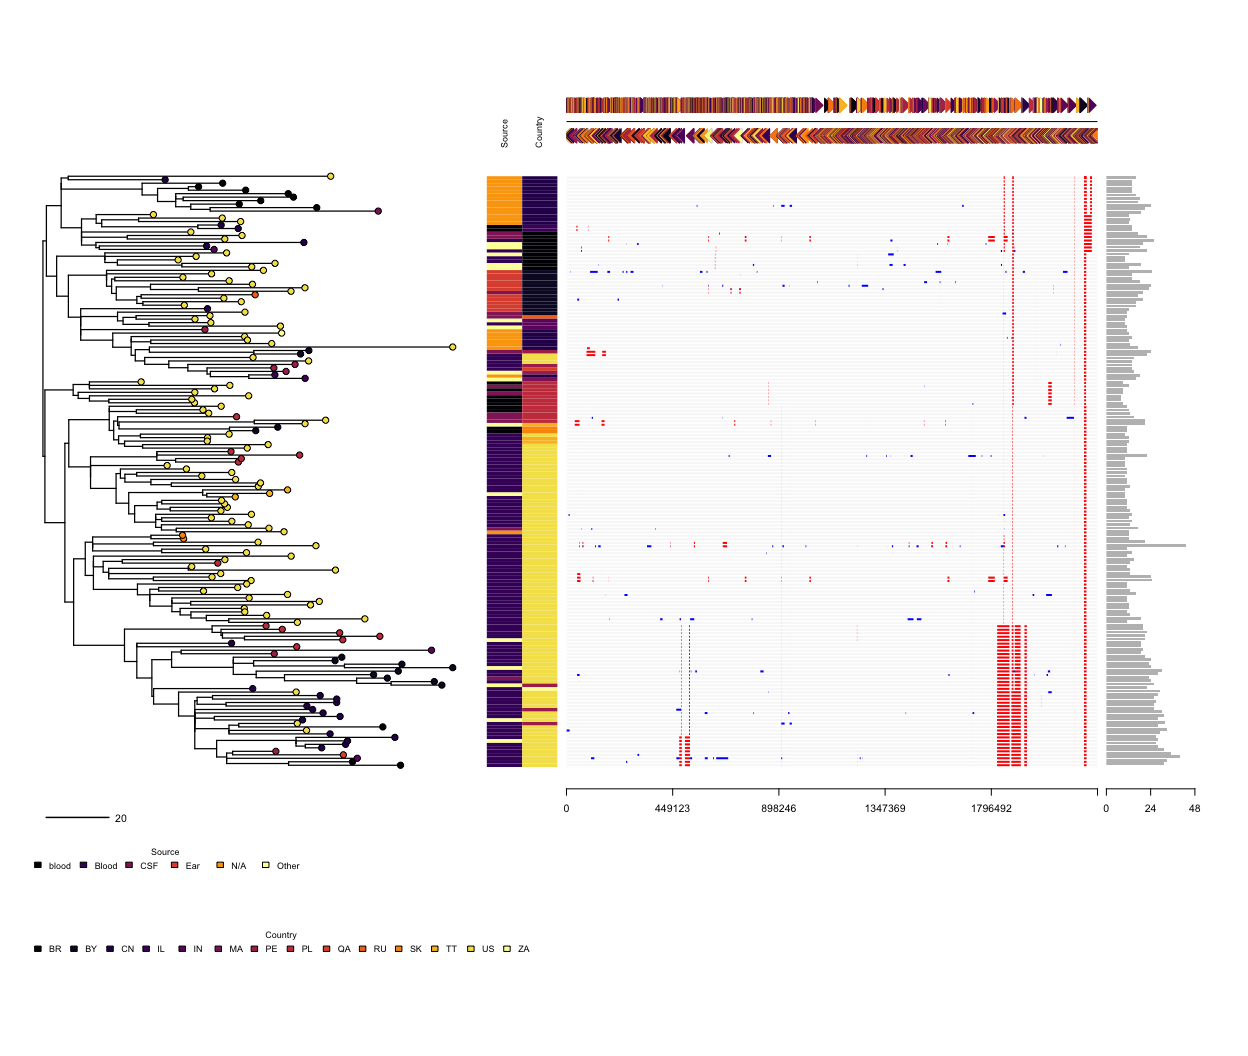 Source
Country
0
449123
898246
1347369
1796492
0
24
48
20
Source
blood
Blood
CSF
Ear
N/A
Other
Country
BR
BY
CN
IL
IN
MA
PE
PL
QA
RU
SK
TT
US
ZA